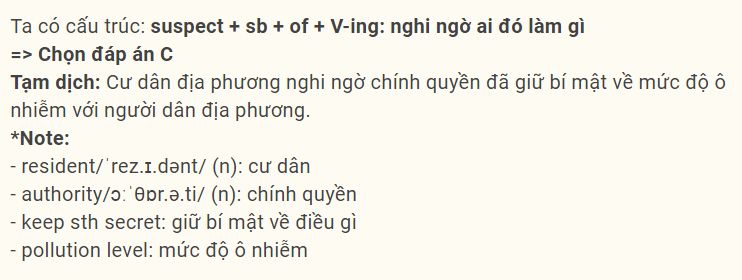 Ta có cấu trúc: suspect + sb + of + V-ing: nghi ngờ ai đó làm gì
=> Chọn đáp án C
Tạm dịch: Cư dân địa phương nghi ngờ chính quyền đã giữ bí mật về mức độ ô
nhiễm với người dân địa phương.
*Note:
- resident/ˈrez.ɪ.dənt/ (n): cư dân
- authority/ɔːˈθɒr.ə.ti/ (n): chính quyền
- keep sth secret: giữ bí mật về điều gì
- pollution level: mức độ ô nhiễm